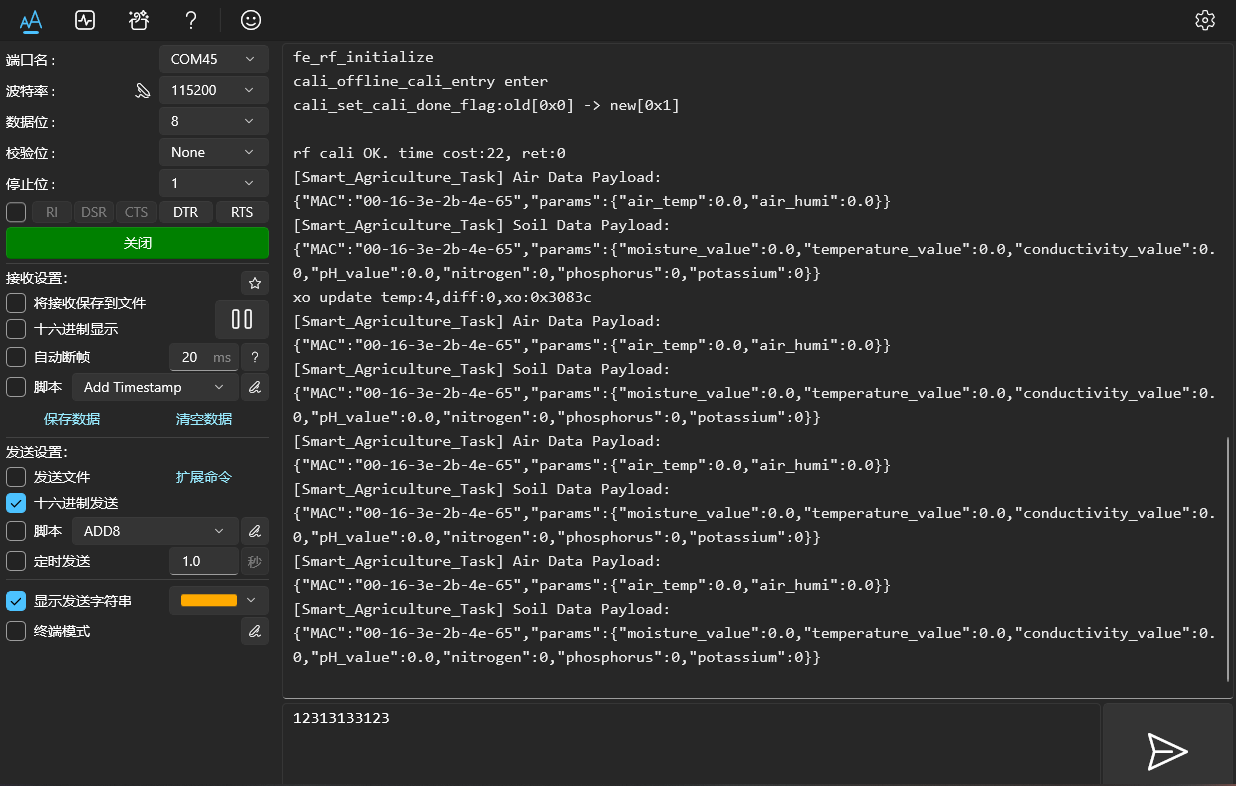 端口名: COM45
波特率: 115200
数据位: 8
校验位: None
停止位: 1
RI DSR CTS DTR RTS
关闭
接收设置:
将接收保存到文件
十六进制显示
自动断帧 20 ms ?
脚本 Add Timestamp
保存数据 清空数据
发送设置:
发送文件 扩展命令
十六进制发送
脚本 ADD8
定时发送 1.0 秒
显示发送字符串
终端模式
fe_rf_initialize
cali_offline_cali_entry enter
cali_set_cali_done_flag:old[0x0] -> new[0x1]
rf cali OK. time cost:22, ret:0
[Smart_Agriculture_Task] Air Data Payload:
{"MAC":"00-16-3e-2b-4e-65","params":{"air_temp":0.0,"air_humi":0.0}}
[Smart_Agriculture_Task] Soil Data Payload:
{"MAC":"00-16-3e-2b-4e-65","params":{"moisture_value":0.0,"temperature_value":0.0,"conductivity_value":0.
0,"pH_value":0.0,"nitrogen":0,"phosphorus":0,"potassium":0}}
xo update temp:4,diff:0,xo:0x3083c
[Smart_Agriculture_Task] Air Data Payload:
{"MAC":"00-16-3e-2b-4e-65","params":{"air_temp":0.0,"air_humi":0.0}}
[Smart_Agriculture_Task] Soil Data Payload:
{"MAC":"00-16-3e-2b-4e-65","params":{"moisture_value":0.0,"temperature_value":0.0,"conductivity_value":0.
0,"pH_value":0.0,"nitrogen":0,"phosphorus":0,"potassium":0}}
[Smart_Agriculture_Task] Air Data Payload:
{"MAC":"00-16-3e-2b-4e-65","params":{"air_temp":0.0,"air_humi":0.0}}
[Smart_Agriculture_Task] Soil Data Payload:
{"MAC":"00-16-3e-2b-4e-65","params":{"moisture_value":0.0,"temperature_value":0.0,"conductivity_value":0.
0,"pH_value":0.0,"nitrogen":0,"phosphorus":0,"potassium":0}}
[Smart_Agriculture_Task] Air Data Payload:
{"MAC":"00-16-3e-2b-4e-65","params":{"air_temp":0.0,"air_humi":0.0}}
[Smart_Agriculture_Task] Soil Data Payload:
{"MAC":"00-16-3e-2b-4e-65","params":{"moisture_value":0.0,"temperature_value":0.0,"conductivity_value":0.
0,"pH_value":0.0,"nitrogen":0,"phosphorus":0,"potassium":0}}
12313133123